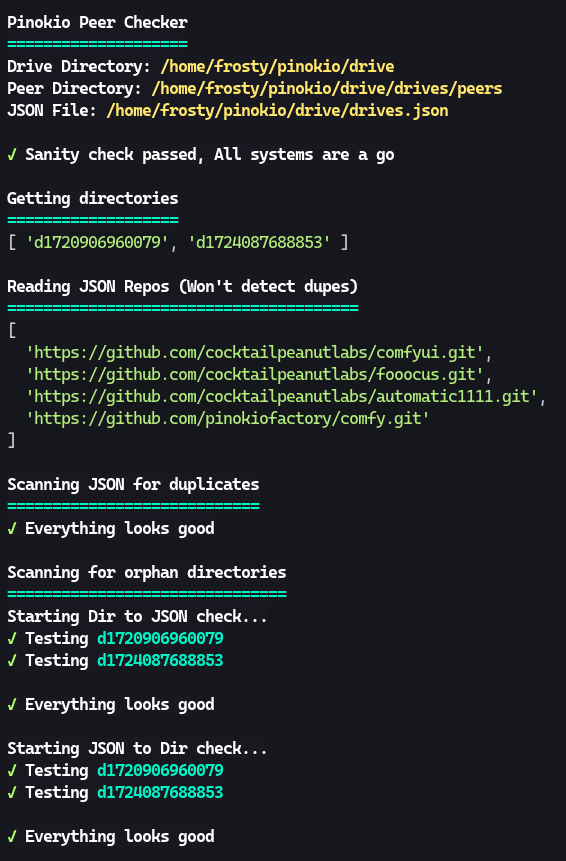 Pinokio Peer Checker
====================
Drive Directory: /home/frosty/pinokio/drive
Peer Directory: /home/frosty/pinokio/drive/drives/peers
JSON File: /home/frosty/pinokio/drive/drives.json
✓ Sanity check passed, All systems are a go
Getting directories
===================
[ 'd1720906960079', 'd1724087688853' ]
Reading JSON Repos (Won't detect dupes)
=======================================
[
  'https://github.com/cocktailpeanutlabs/comfyui.git',
  'https://github.com/cocktailpeanutlabs/fooocus.git',
  'https://github.com/cocktailpeanutlabs/automatic1111.git',
  'https://github.com/pinokiofactory/comfy.git'
]
Scanning JSON for duplicates
============================
✓ Everything looks good
Scanning for orphan directories
===============================
Starting Dir to JSON check...
✓ Testing d1720906960079
✓ Testing d1724087688853
✓ Everything looks good
Starting JSON to Dir check...
✓ Testing d1720906960079
✓ Testing d1724087688853
✓ Everything looks good